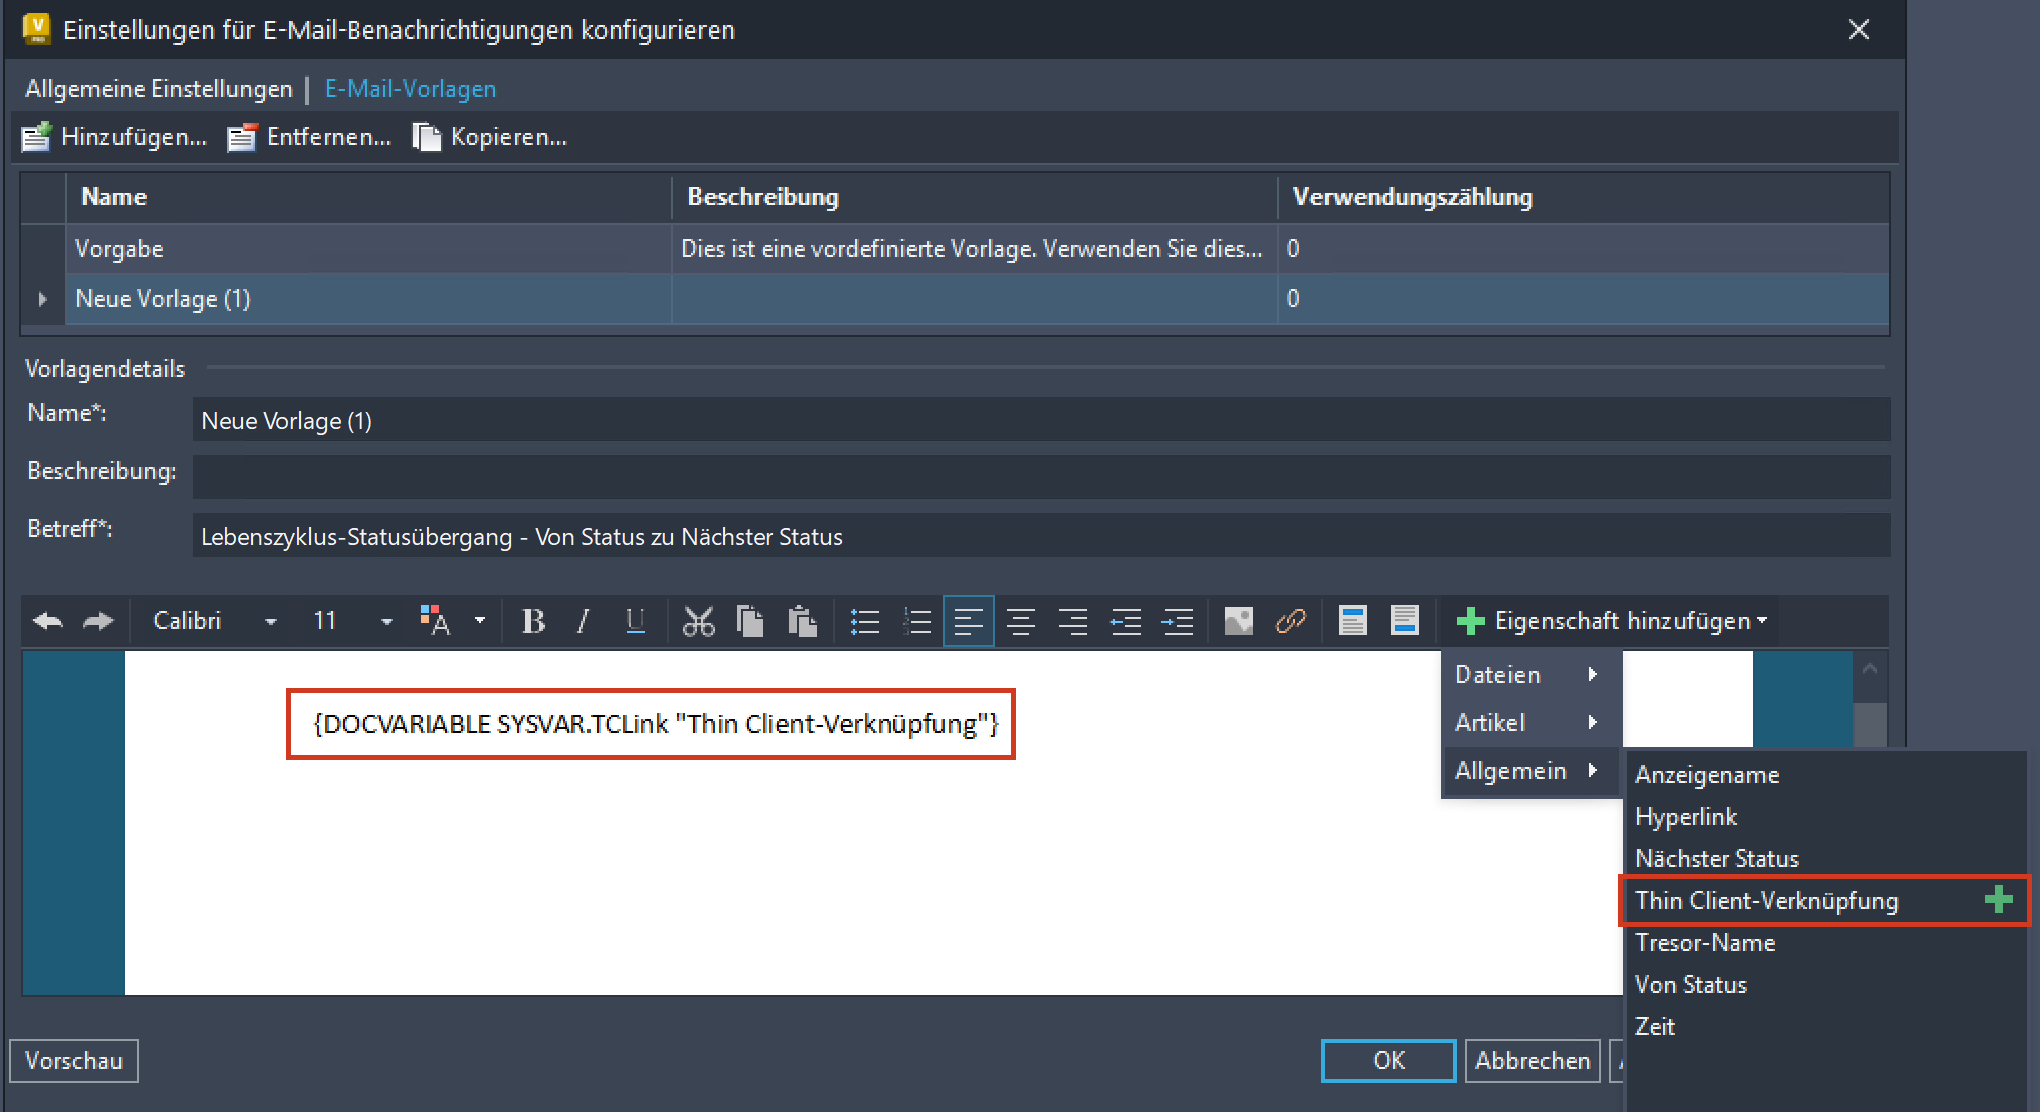 V
PRO
Einstellungen für E-Mail-Benachrichtigungen konfigurieren
Allgemeine Einstellungen | E-Mail-Vorlagen
Hinzufügen... Entfernen... Kopieren...
Name Beschreibung Verwendungszählung
Vorgabe Dies ist eine vordefinierte Vorlage. Verwenden Sie dies... 0
Neue Vorlage (1) 0
Vorlagendetails
Name*: Neue Vorlage (1)
Beschreibung:
Betreff*: Lebenszyklus-Statusübergang - Von Status zu Nächster Status
Calibri 11 A B I U Eigenschaft hinzufügen
Dateien
{DOCVARIABLE SYSVAR.TCLink "Thin Client-Verknüpfung"}
Artikel
Allgemein
Anzeigename
Hyperlink
Nächster Status
Thin Client-Verknüpfung
Tresor-Name
Von Status
Zeit
Vorschau OK Abbrechen